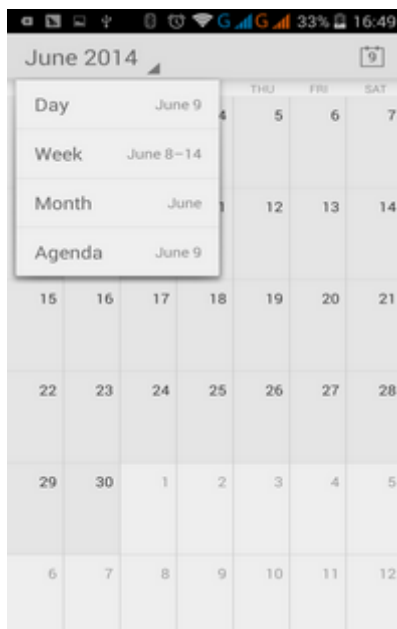 G G 33% 16:49
June 2014 9
THU FRI SAT
Day June 9
4 5 6 7
Week June 8–14
Month June
1 12 13 14
Agenda June 9
15 16 17 18 19 20 21
22 23 24 25 26 27 28
29 30 1 2 3 4 5
6 7 8 9 10 11 12